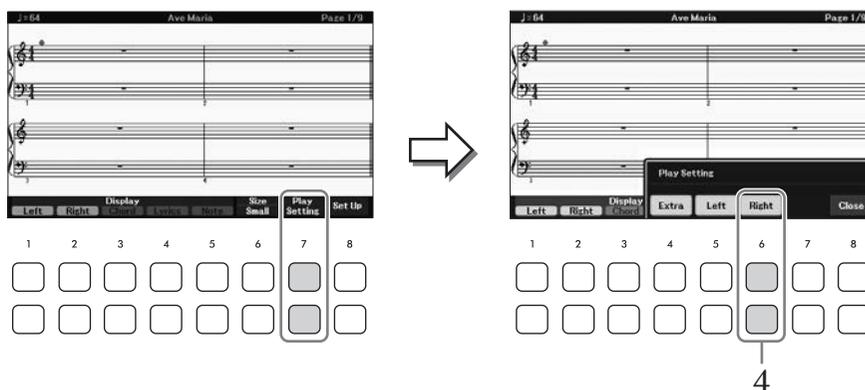 ♩=64 Ave Maria Page 1/9
1 2
3 4
Display Size Play
Left Right Chord Lyrics Note Small Setting Set Up
1 2 3 4 5 6 7 8
♩=64 Ave Maria Page 1/9
1 2
3
Play Setting
Display
Left Right Chord Extra Left Right Close
1 2 3 4 5 6 7 8
4